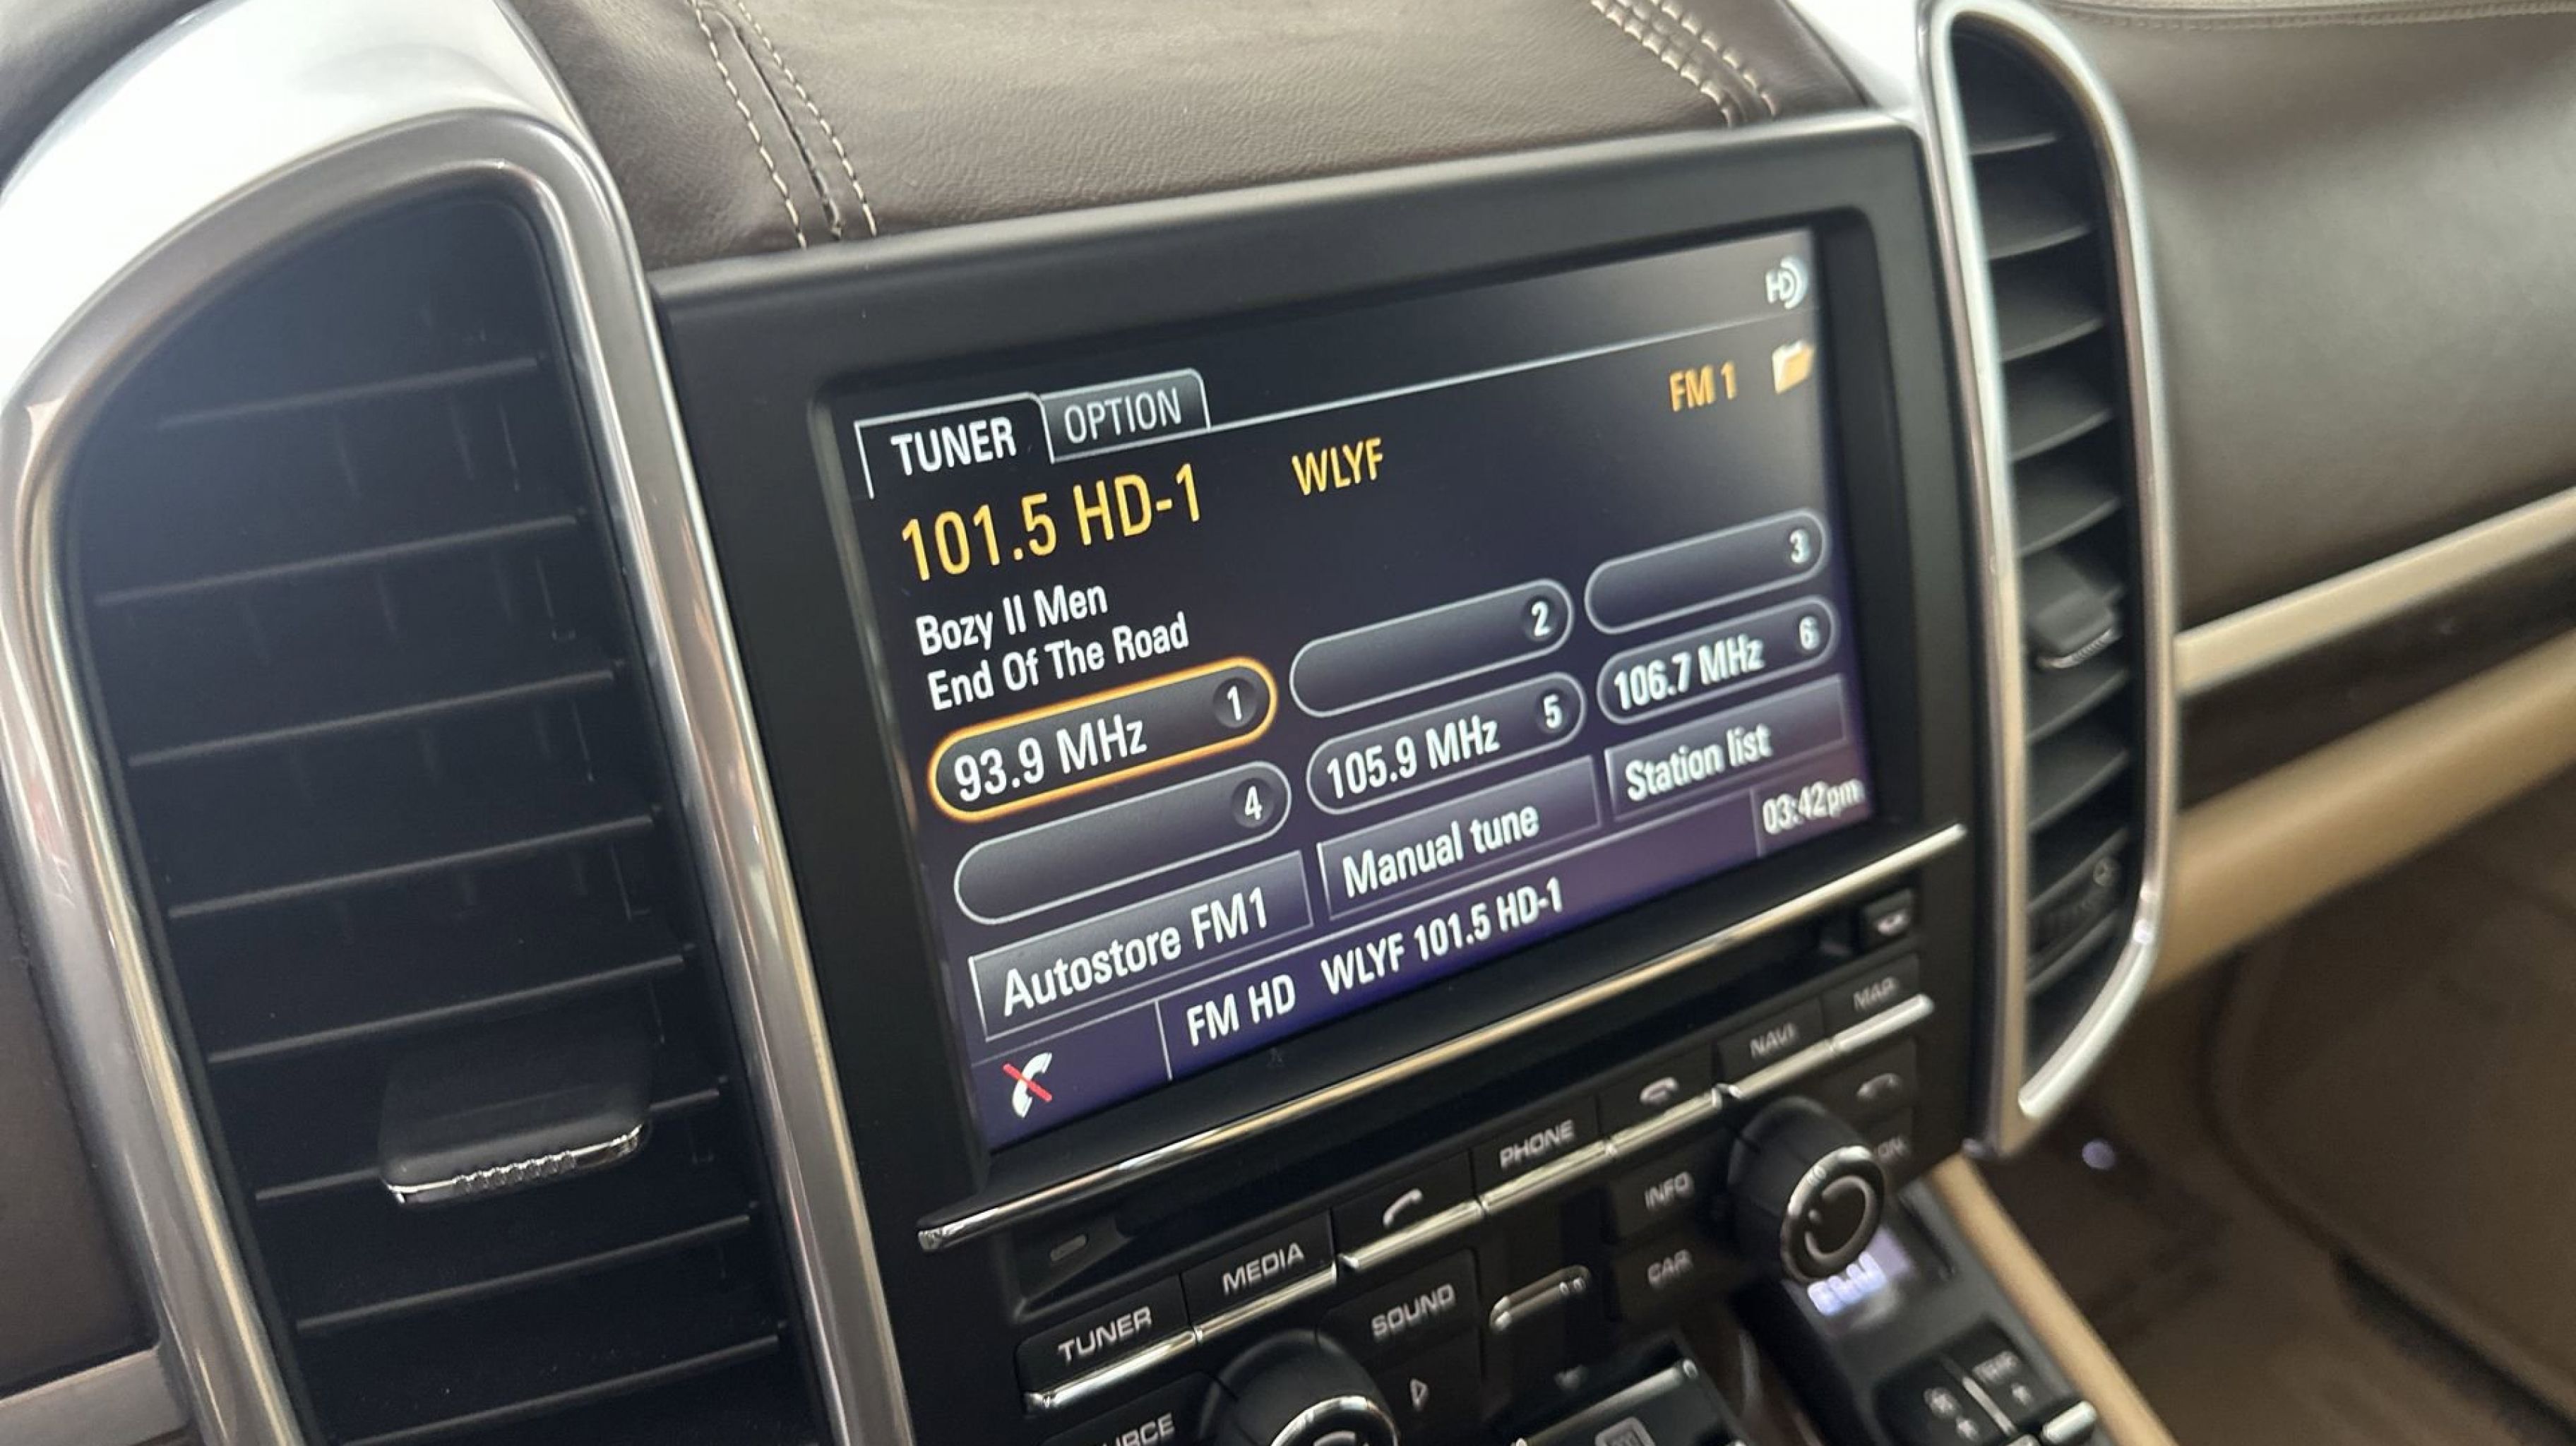 HD
TUNER OPTION FM 1
101.5 HD-1 WLYF
Bozy II Men
End Of The Road
93.9 MHz 1 2 3
4 105.9 MHz 5 106.7 MHz 6
Autostore FM1 Manual tune Station list
FM HD WLYF 101.5 HD-1 03:42pm
TUNER MEDIA PHONE NAVI MAP
SOUND INFO
CAR